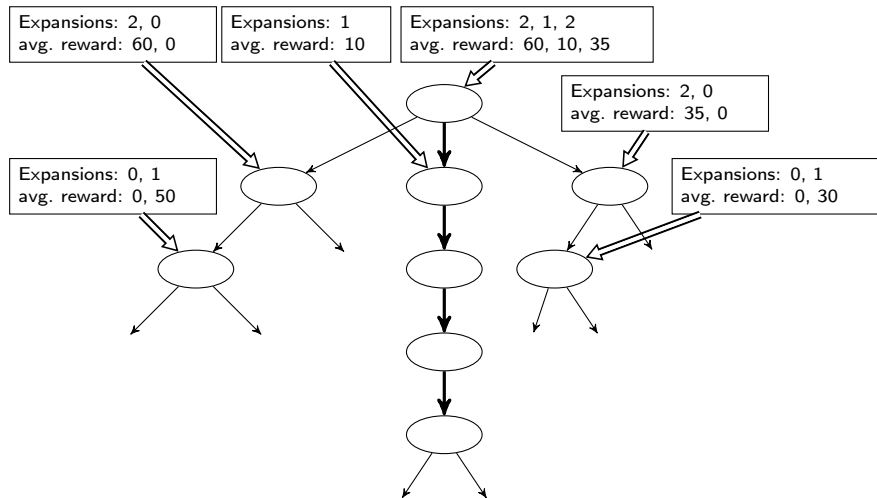 Expansions: 2, 0
avg. reward: 60, 0
Expansions: 1
avg. reward: 10
Expansions: 2, 1, 2
avg. reward: 60, 10, 35
Expansions: 2, 0
avg. reward: 35, 0
Expansions: 0, 1
avg. reward: 0, 50
Expansions: 0, 1
avg. reward: 0, 30